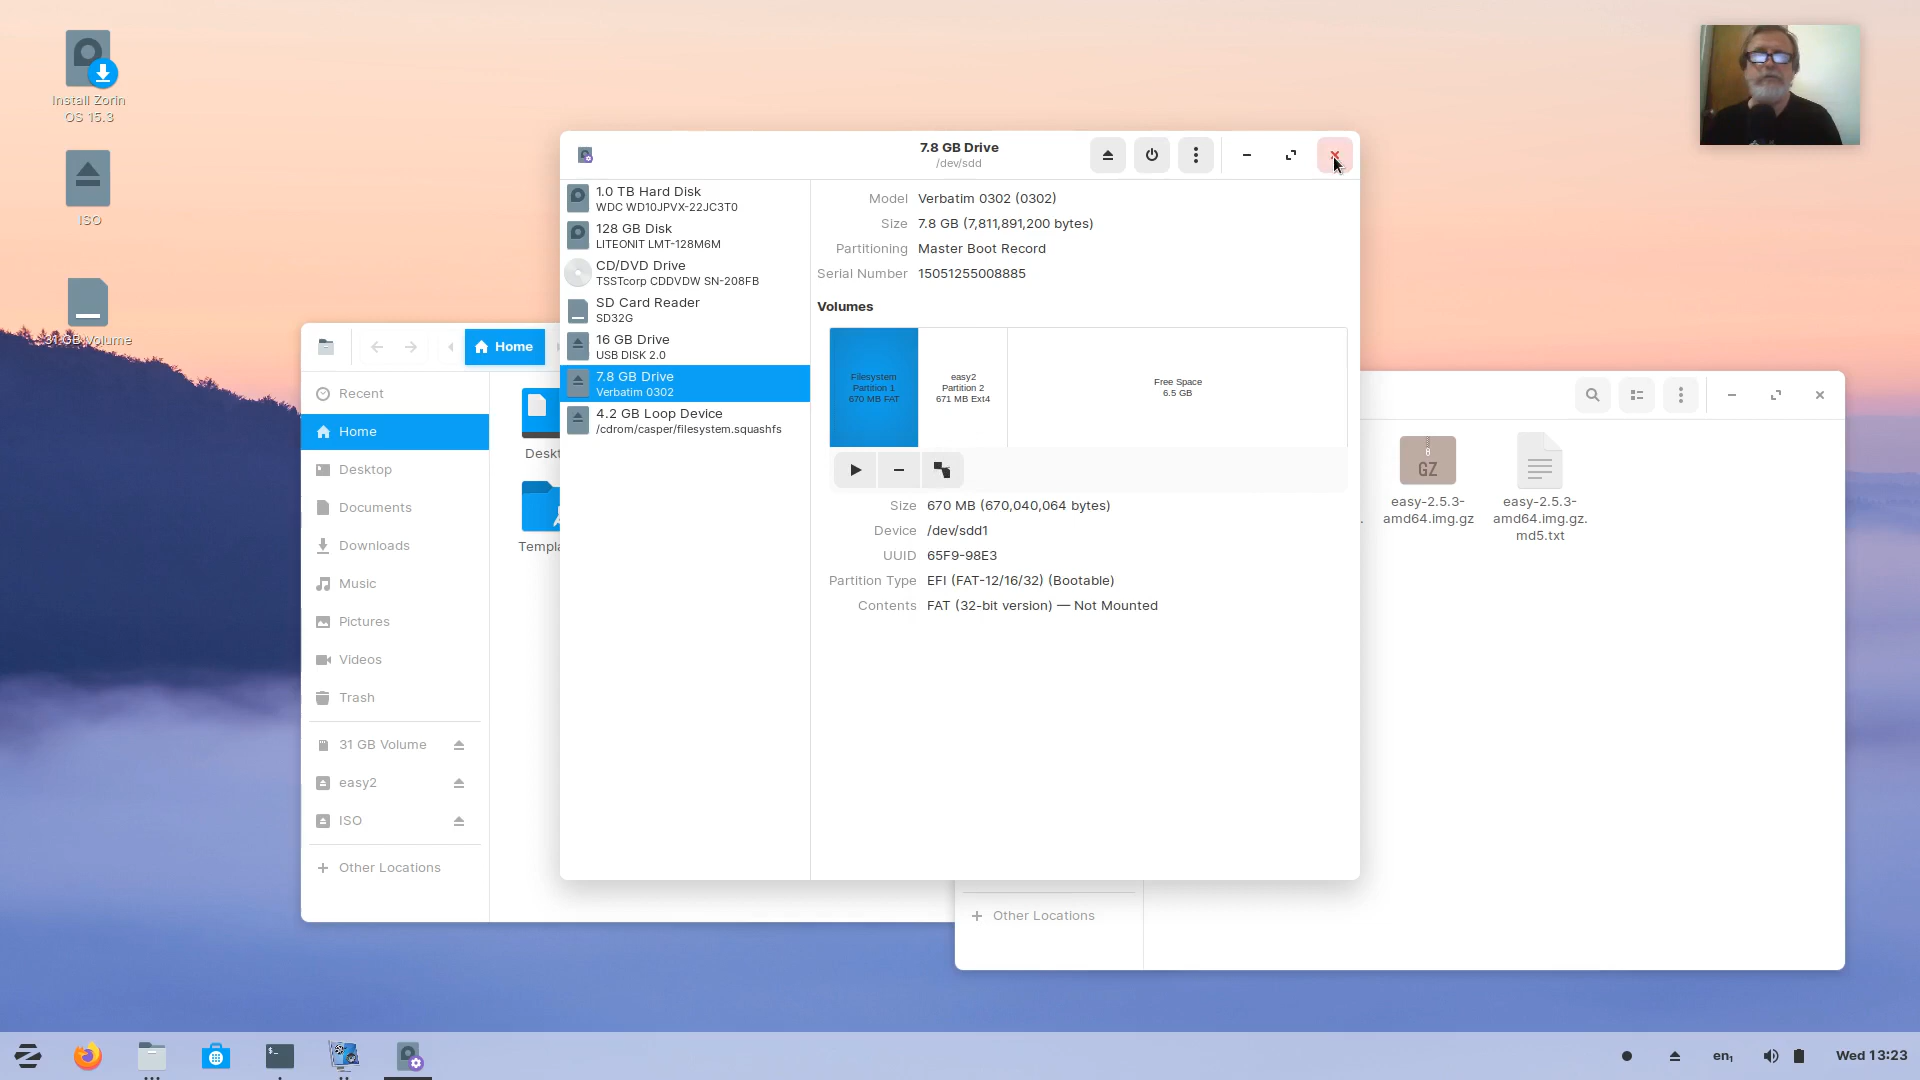 Install Zorin
OS 15.3
ISO
31 GB Volume
7.8 GB Drive
/dev/sdd
1.0 TB Hard Disk
WDC WD10JPVX-22JC3T0
128 GB Disk
LITEONIT LMT-128M6M
CD/DVD Drive
TSSTcorp CDDVDW SN-208FB
SD Card Reader
SD32G
16 GB Drive
USB DISK 2.0
7.8 GB Drive
Verbatim 0302
4.2 GB Loop Device
/cdrom/casper/filesystem.squashfs
Model Verbatim 0302 (0302)
Size 7.8 GB (7,811,891,200 bytes)
Partitioning Master Boot Record
Serial Number 15051255008885
Volumes
Filesystem
Partition 1
670 MB FAT
easy2
Partition 2
671 MB Ext4
Free Space
6.5 GB
Size 670 MB (670,040,064 bytes)
Device /dev/sdd1
UUID 65F9-98E3
Partition Type EFI (FAT-12/16/32) (Bootable)
Contents FAT (32-bit version) — Not Mounted
Home
Recent
Home
Desktop
Documents
Downloads
Music
Pictures
Videos
Trash
31 GB Volume
easy2
ISO
Other Locations
Deskt
Templa
GZ
easy-2.5.3-
amd64.img.gz
easy-2.5.3-
amd64.img.gz.
md5.txt
Other Locations
en₁
Wed 13:23